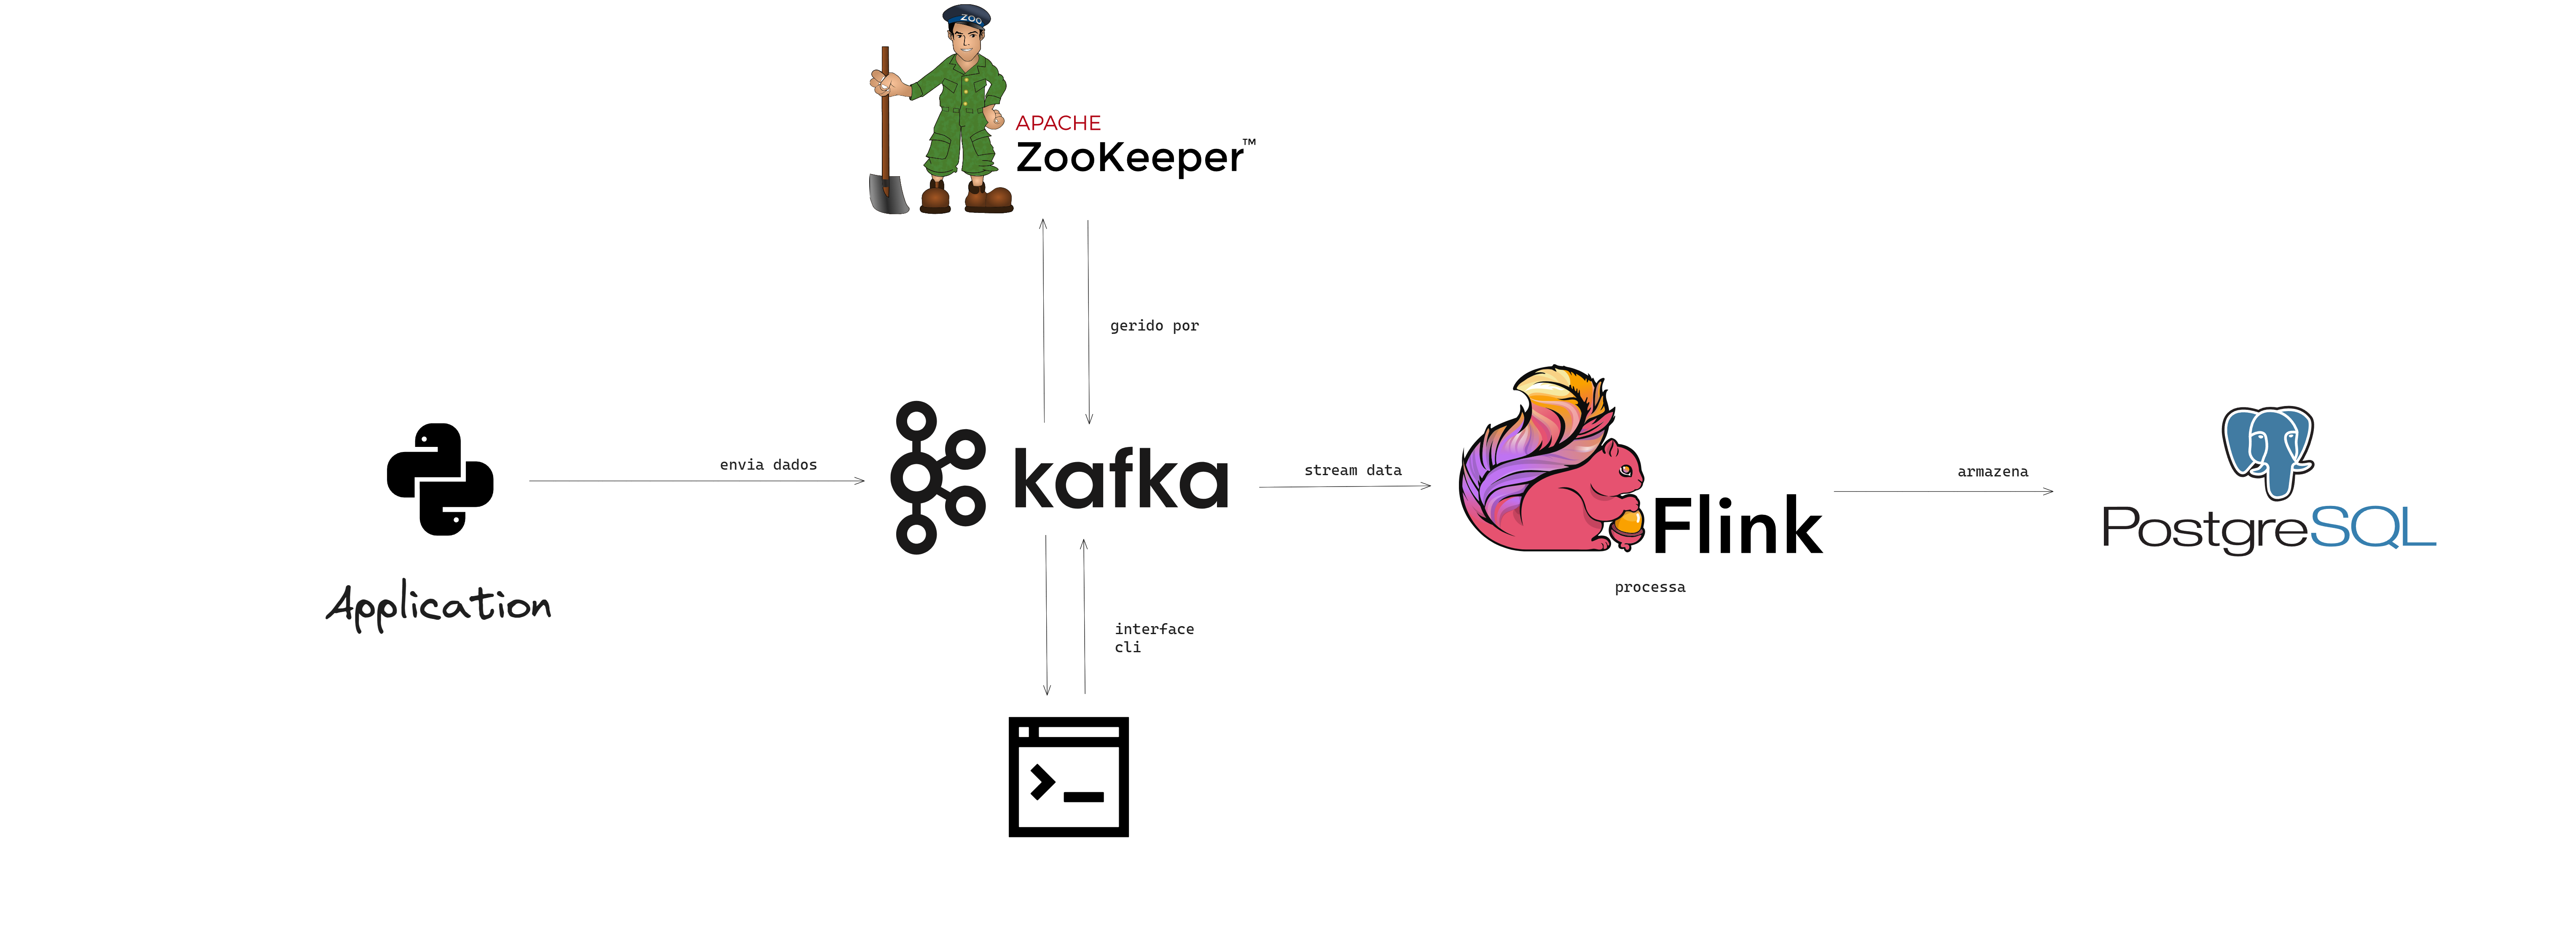 ZOO
APACHE
ZooKeeper™
gerido por
envia dados
kafka
stream data
Flink
processa
armazena
PostgreSQL
Application
interface
cli